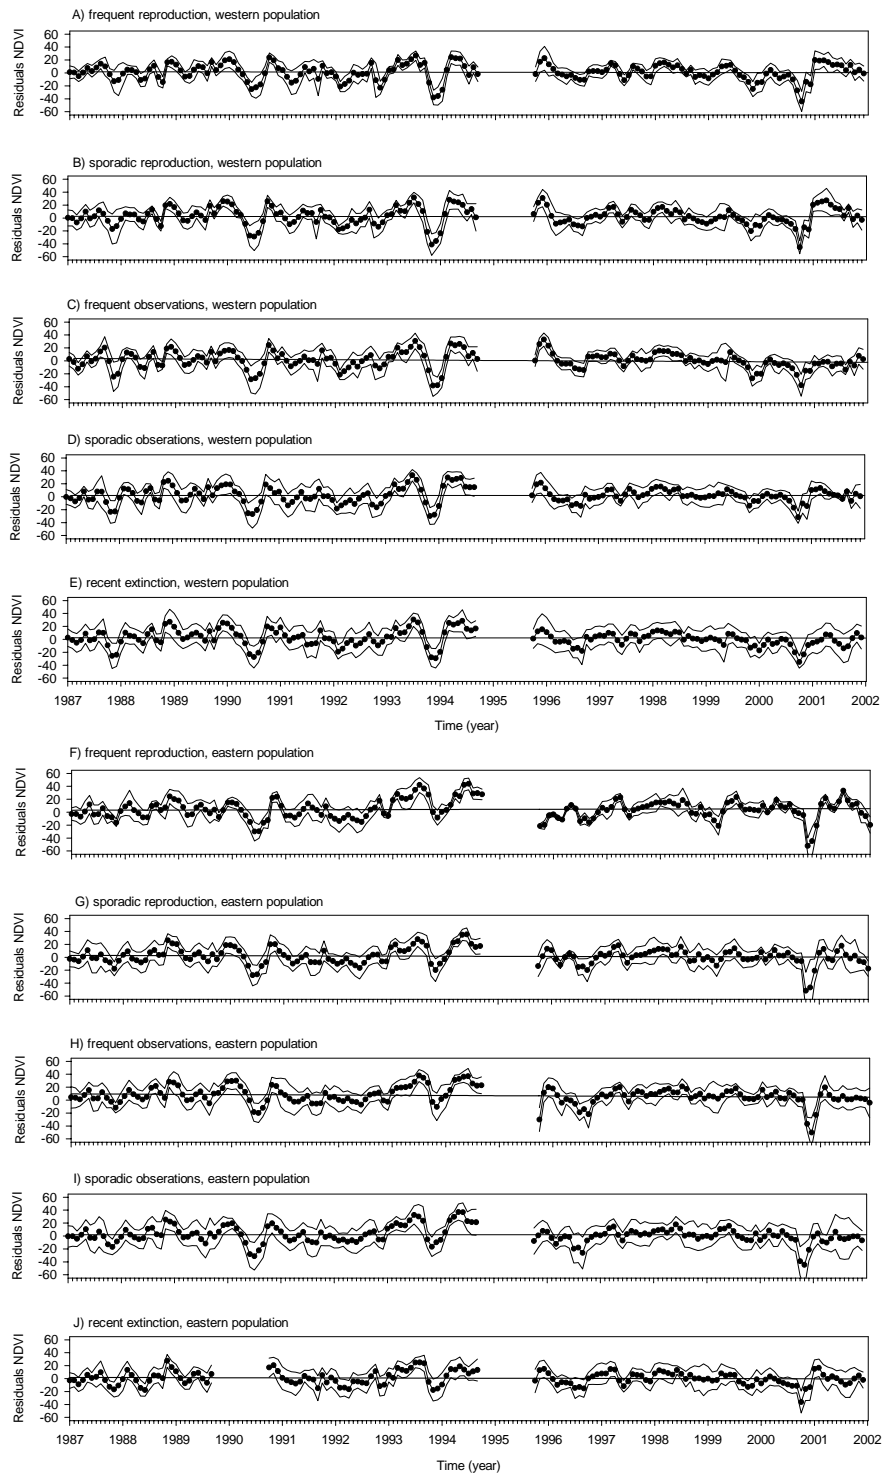 A) frequent reproduction, western population
Residuals NDVI
60
40
20
0
-20
-40
-60
B) sporadic reproduction, western population
Residuals NDVI
60
40
20
0
-20
-40
-60
C) frequent observations, western population
Residuals NDVI
60
40
20
0
-20
-40
-60
D) sporadic obserations, western population
Residuals NDVI
60
40
20
0
-20
-40
-60
E) recent extinction, western population
Residuals NDVI
60
40
20
0
-20
-40
-60
1987 1988 1989 1990 1991 1992 1993 1994 1995 1996 1997 1998 1999 2000 2001 2002
Time (year)
F) frequent reproduction, eastern population
Residuals NDVI
60
40
20
0
-20
-40
-60
G) sporadic reproduction, eastern population
Residuals NDVI
60
40
20
0
-20
-40
-60
H) frequent observations, eastern population
Residuals NDVI
60
40
20
0
-20
-40
-60
I) sporadic obserations, eastern population
Residuals NDVI
60
40
20
0
-20
-40
-60
J) recent extinction, eastern population
Residuals NDVI
60
40
20
0
-20
-40
-60
1987 1988 1989 1990 1991 1992 1993 1994 1995 1996 1997 1998 1999 2000 2001 2002
Time (year)